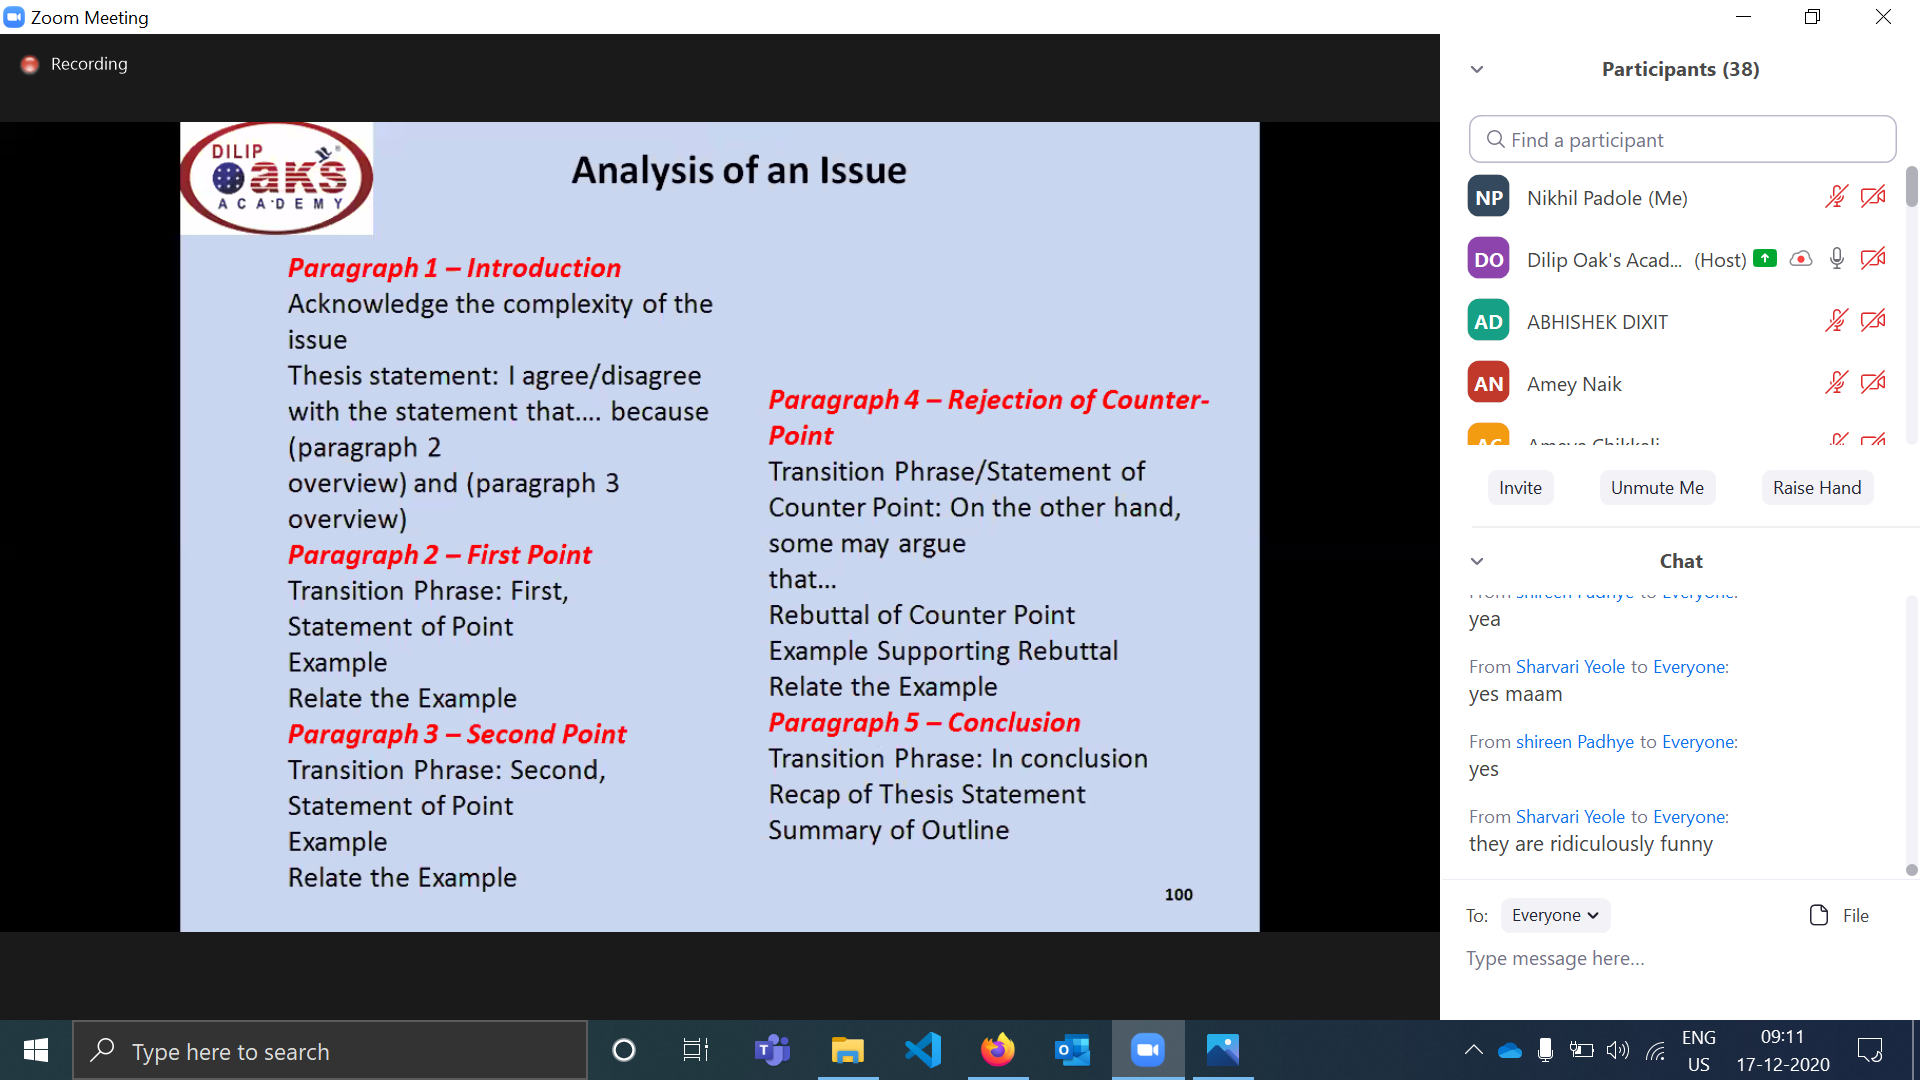 Zoom Meeting
Recording
DILIP
OaKS
ACADEMY
Analysis of an Issue
Paragraph 1 – Introduction
Acknowledge the complexity of the
issue
Thesis statement: I agree/disagree
with the statement that.... because
(paragraph 2
overview) and (paragraph 3
overview)
Paragraph 2 – First Point
Transition Phrase: First,
Statement of Point
Example
Relate the Example
Paragraph 3 – Second Point
Transition Phrase: Second,
Statement of Point
Example
Relate the Example
Paragraph 4 – Rejection of Counter-
Point
Transition Phrase/Statement of
Counter Point: On the other hand,
some may argue
that...
Rebuttal of Counter Point
Example Supporting Rebuttal
Relate the Example
Paragraph 5 – Conclusion
Transition Phrase: In conclusion
Recap of Thesis Statement
Summary of Outline
100
Participants (38)
Find a participant
NP Nikhil Padole (Me)
DO Dilip Oak's Acad... (Host)
AD ABHISHEK DIXIT
AN Amey Naik
AC Ameya Chikkali
Invite Unmute Me Raise Hand
Chat
From shireen Padhye to Everyone:
yea
From Sharvari Yeole to Everyone:
yes maam
From shireen Padhye to Everyone:
yes
From Sharvari Yeole to Everyone:
they are ridiculously funny
To: Everyone File
Type message here...
Type here to search
ENG
US
09:11
17-12-2020